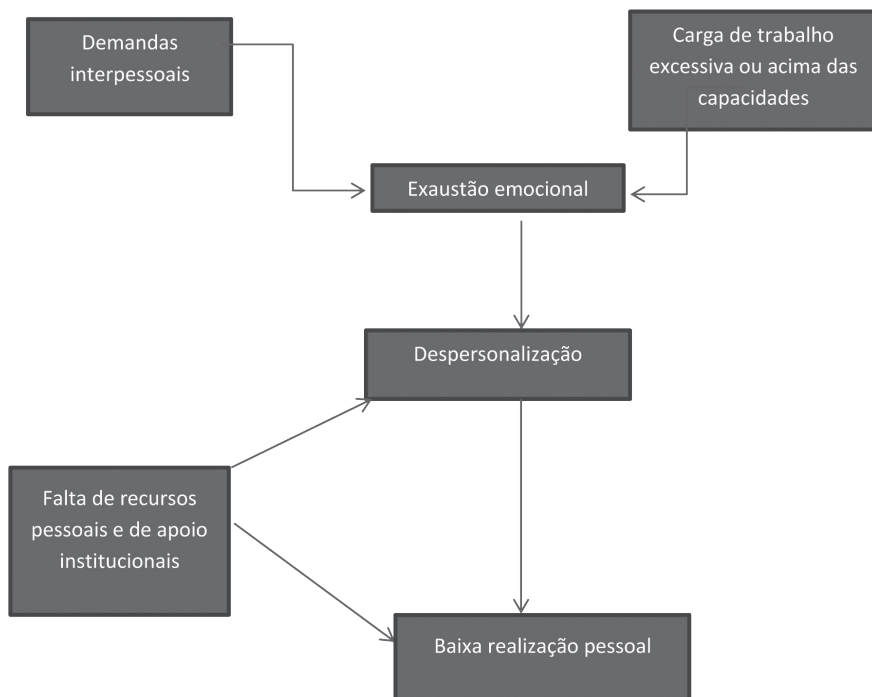 Demandas
interpessoais
Carga de trabalho
excessiva ou acima das
capacidades
Exaustão emocional
Despersonalização
Falta de recursos
pessoais e de apoio
institucionais
Baixa realização pessoal